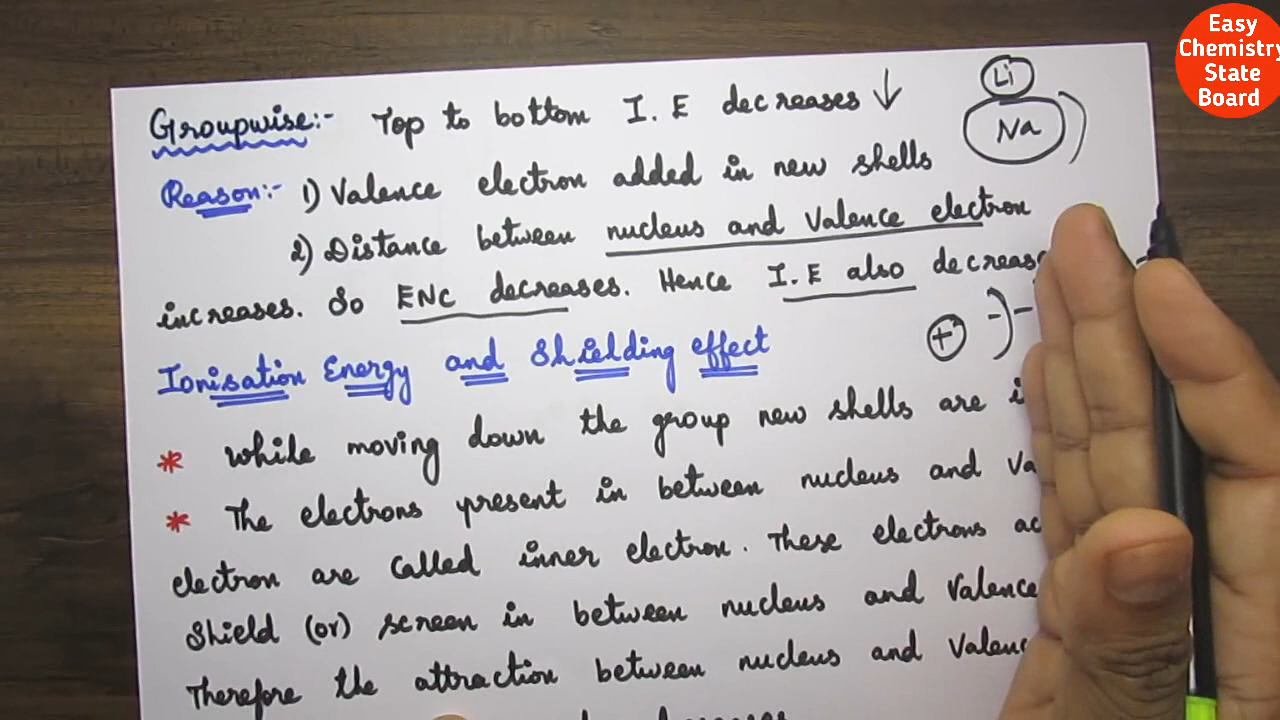 Easy
Chemistry
State
Board
Groupwise:- Top to bottom I.E decreases ↓
Li
Na
Reason:- 1) Valence electron added in new shells
2) Distance between nucleus and Valence electron
increases. So ENC decreases. Hence I.E also decreas
+
Ionisation Energy and Shielding effect
* While moving down the group new shells are i
* The electrons present in between nucleus and Va
electron are called inner electron. These electrons ac
Shield (or) screen in between nucleus and Valence
Therefore the attraction between nucleus and Valenc